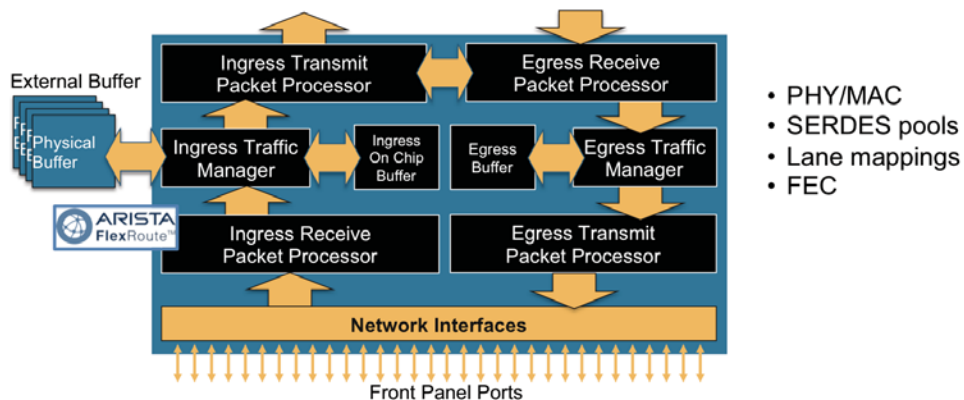 Ingress Transmit
Packet Processor
Egress Receive
Packet Processor
External Buffer
Physical
Buffer
Ingress Traffic
Manager
Ingress
On Chip
Buffer
Egress
Buffer
Egress Traffic
Manager
ARISTA
FlexRoute™
Ingress Receive
Packet Processor
Egress Transmit
Packet Processor
Network Interfaces
Front Panel Ports
• PHY/MAC
• SERDES pools
• Lane mappings
• FEC